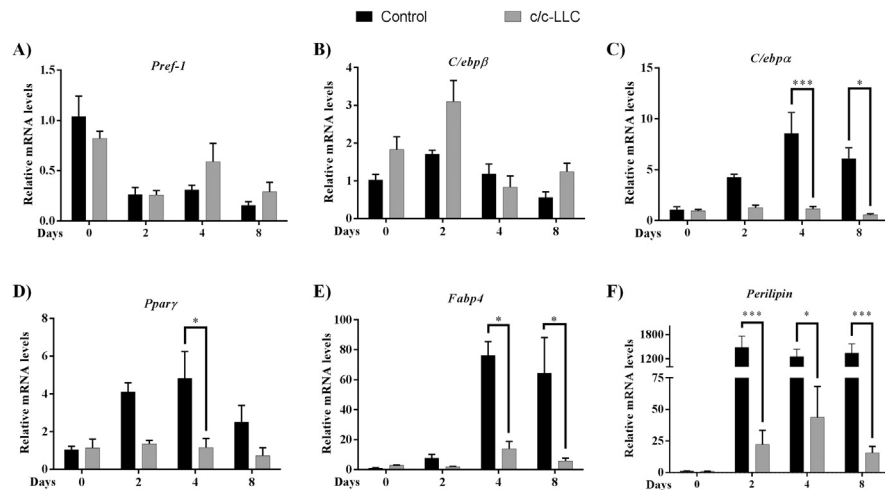 Control c/c-LLC
A) Pref-1
Relative mRNA levels
1.5
1.0
0.5
0.0
Days 0 2 4 8
B) C/ebpβ
Relative mRNA levels
4
3
2
1
0
Days 0 2 4 8
C) C/ebpα
Relative mRNA levels
15
10
5
0
*** *
Days 0 2 4 8
D) Pparγ
Relative mRNA levels
8
6
4
2
0
*
Days 0 2 4 8
E) Fabp4
Relative mRNA levels
100
80
60
40
20
0
* *
Days 0 2 4 8
F) Perilipin
Relative mRNA levels
1800
1200
75
50
25
0
*** * ***
Days 0 2 4 8